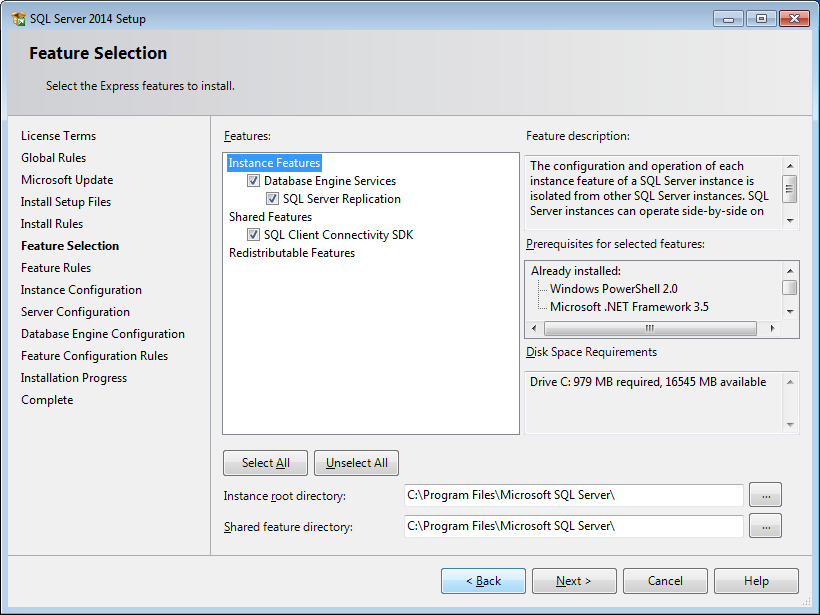 SQL Server 2014 Setup
Feature Selection
Select the Express features to install.
License Terms
Global Rules
Microsoft Update
Install Setup Files
Install Rules
Feature Selection
Feature Rules
Instance Configuration
Server Configuration
Database Engine Configuration
Feature Configuration Rules
Installation Progress
Complete
Features:
Instance Features
Database Engine Services
SQL Server Replication
Shared Features
SQL Client Connectivity SDK
Redistributable Features
Feature description:
The configuration and operation of each
instance feature of a SQL Server instance is
isolated from other SQL Server instances. SQL
Server instances can operate side-by-side on
Prerequisites for selected features:
Already installed:
Windows PowerShell 2.0
Microsoft .NET Framework 3.5
Disk Space Requirements
Drive C: 979 MB required, 16545 MB available
Select All
Unselect All
Instance root directory:
C:\Program Files\Microsoft SQL Server\
...
Shared feature directory:
C:\Program Files\Microsoft SQL Server\
...
< Back
Next >
Cancel
Help